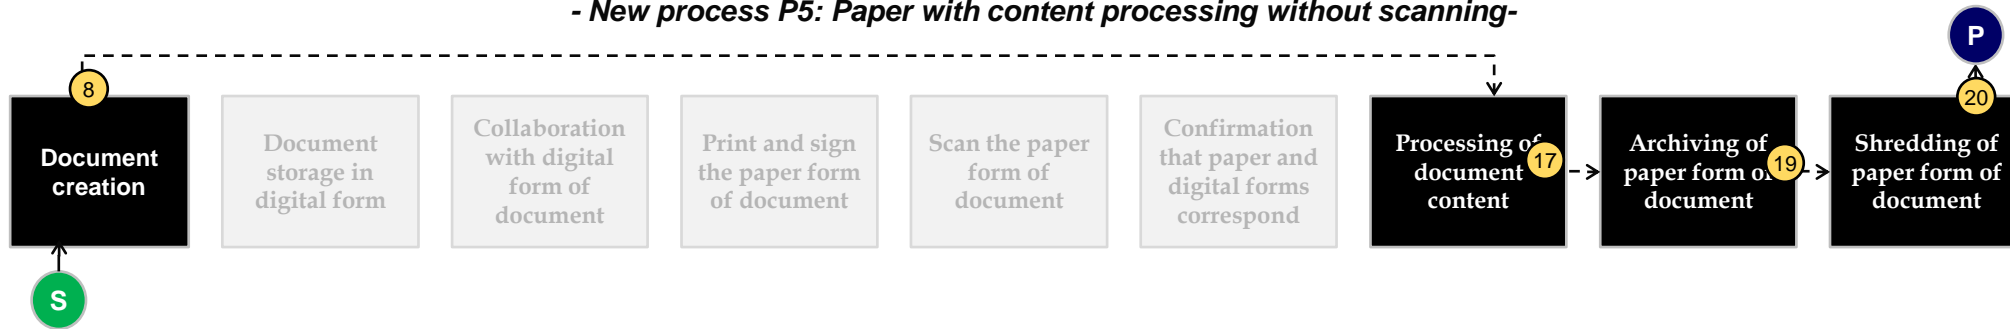 - New process P5: Paper with content processing without scanning-
P
8
20
Document
creation
Document
storage in
digital form
Collaboration
with digital
form of
document
Print and sign
the paper form
of document
Scan the paper
form of
document
Confirmation
that paper and
digital forms
correspond
Processing of
document
content
17
Archiving of
paper form of
document
19
Shredding of
paper form of
document
S